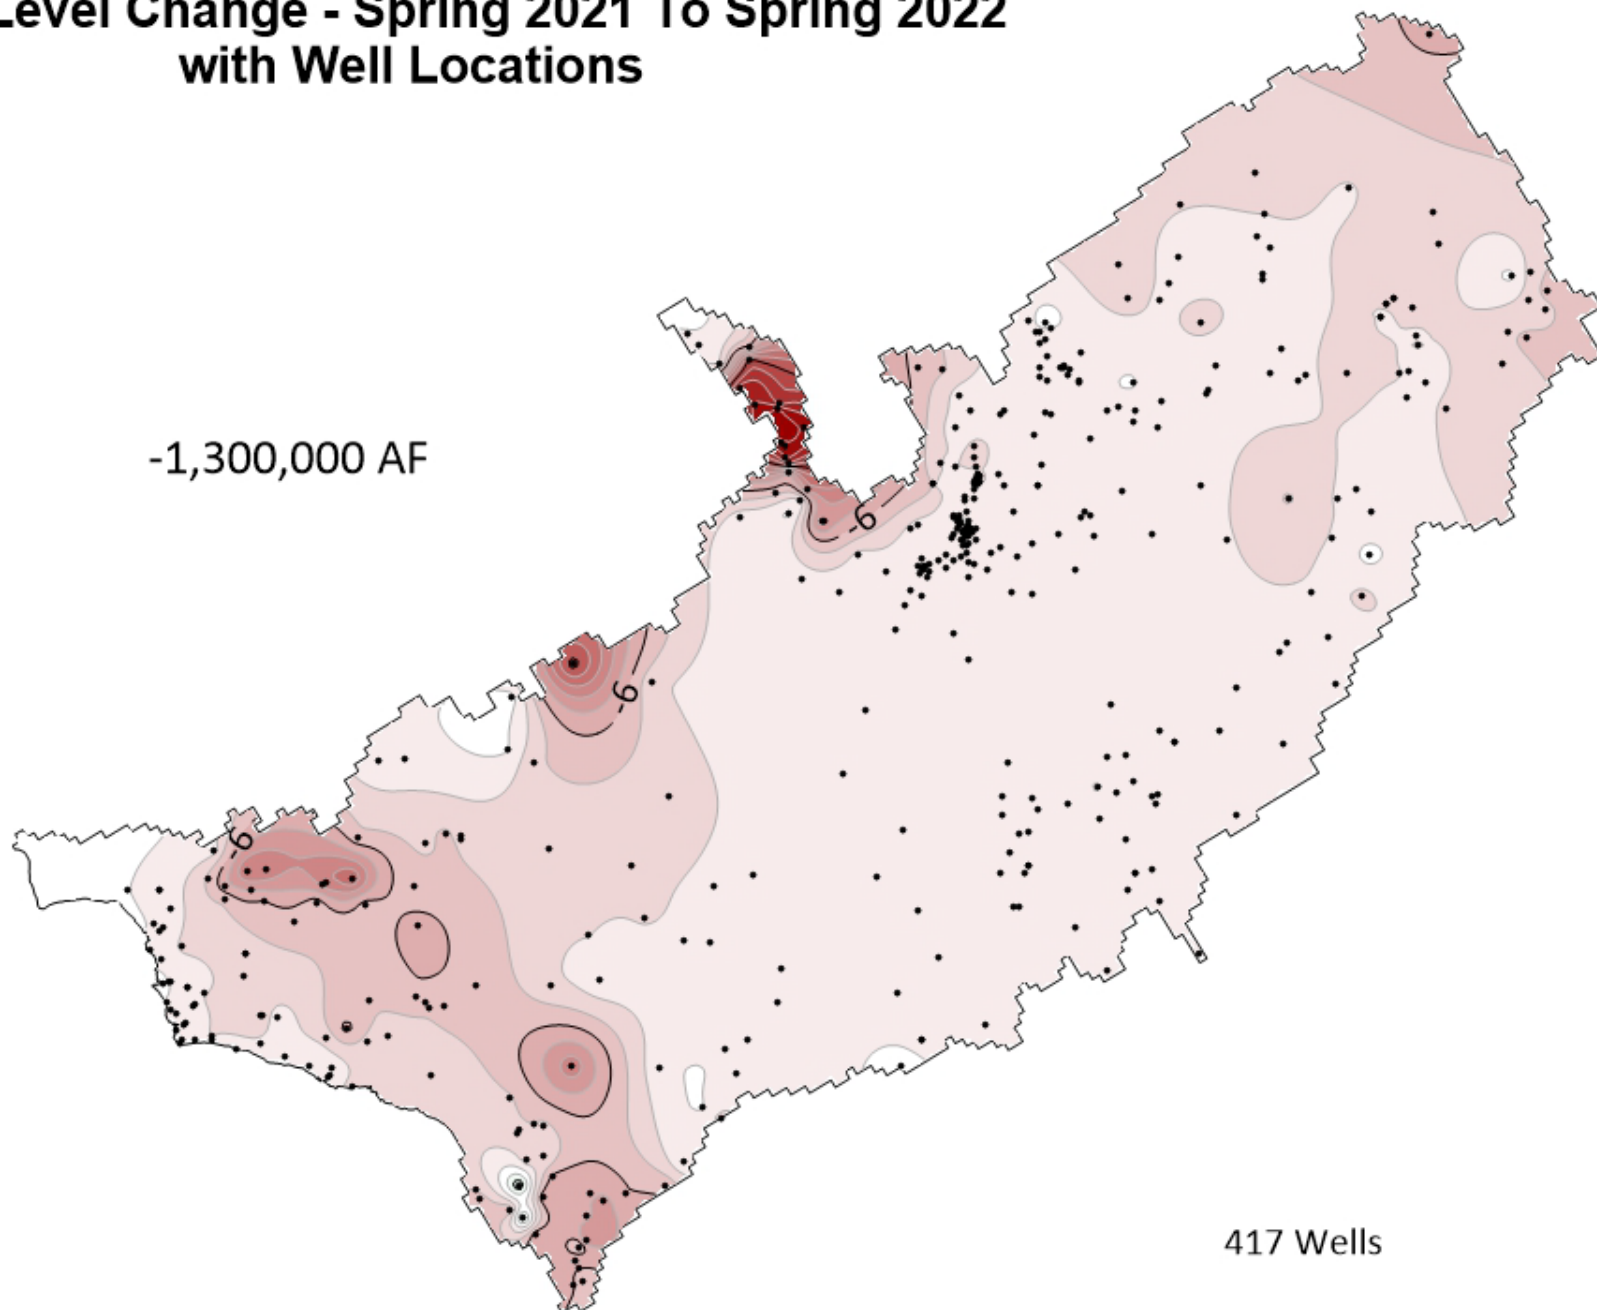 Level Change - Spring 2021 To Spring 2022
with Well Locations
-1,300,000 AF
-6
-6
-6
417 Wells